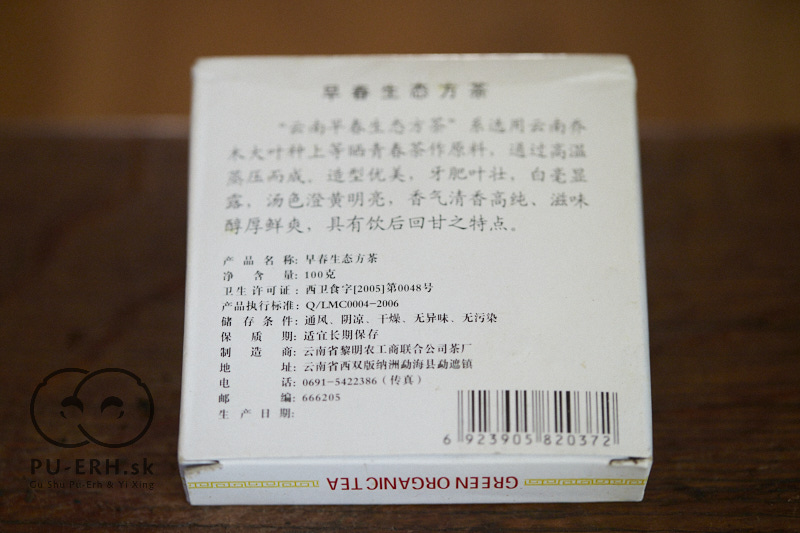 早春生态方茶
“云南早春生态方茶”系选用云南乔
木大叶种上等晒青春茶作原料，通过高温
蒸压而成。造型优美，牙肥叶壮，白毫显
露，汤色澄黄明亮，香气清香高纯、滋味
醇厚鲜爽，具有饮后回甘之特点。
产品名称：早春生态方茶
净含量：100克
卫生许可证：西卫食字[2005]第0048号
产品执行标准：Q/LMC0004-2006
储存条件：通风、阴凉、干燥、无异味、无污染
保质期：适宜长期保存
制造商：云南省黎明农工商联合公司茶厂
地址：云南省西双版纳洲勐海县勐遮镇
电话：0691-5422386（传真）
邮编：666205
生产日期：
6 923905 820372
GREEN ORGANIC TEA
PU-ERH.sk
Gu Shu Pu Erh & Yi Xing